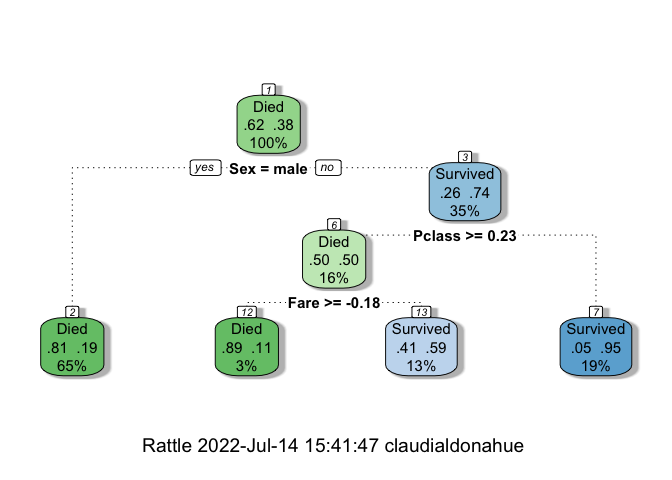 1
Died
.62 .38
100%
yes Sex = male no
3
Survived
.26 .74
35%
Pclass >= 0.23
6
Died
.50 .50
16%
Fare >= -0.18
2
Died
.81 .19
65%
12
Died
.89 .11
3%
13
Survived
.41 .59
13%
7
Survived
.05 .95
19%
Rattle 2022-Jul-14 15:41:47 claudialdonahue